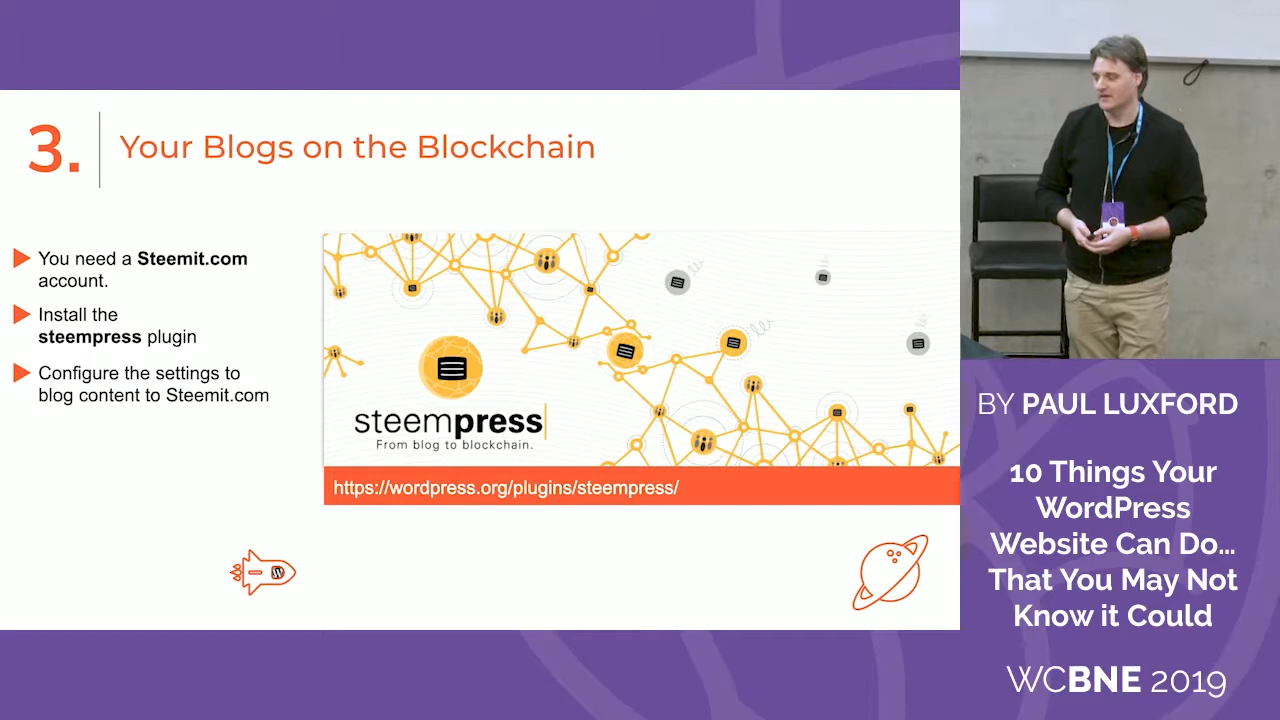 3.
Your Blogs on the Blockchain
You need a Steemit.com
account.
Install the
steempress plugin
Configure the settings to
blog content to Steemit.com
steempress
From blog to blockchain.
https://wordpress.org/plugins/steempress/
BY PAUL LUXFORD
10 Things Your
WordPress
Website Can Do...
That You May Not
Know it Could
WCBNE 2019